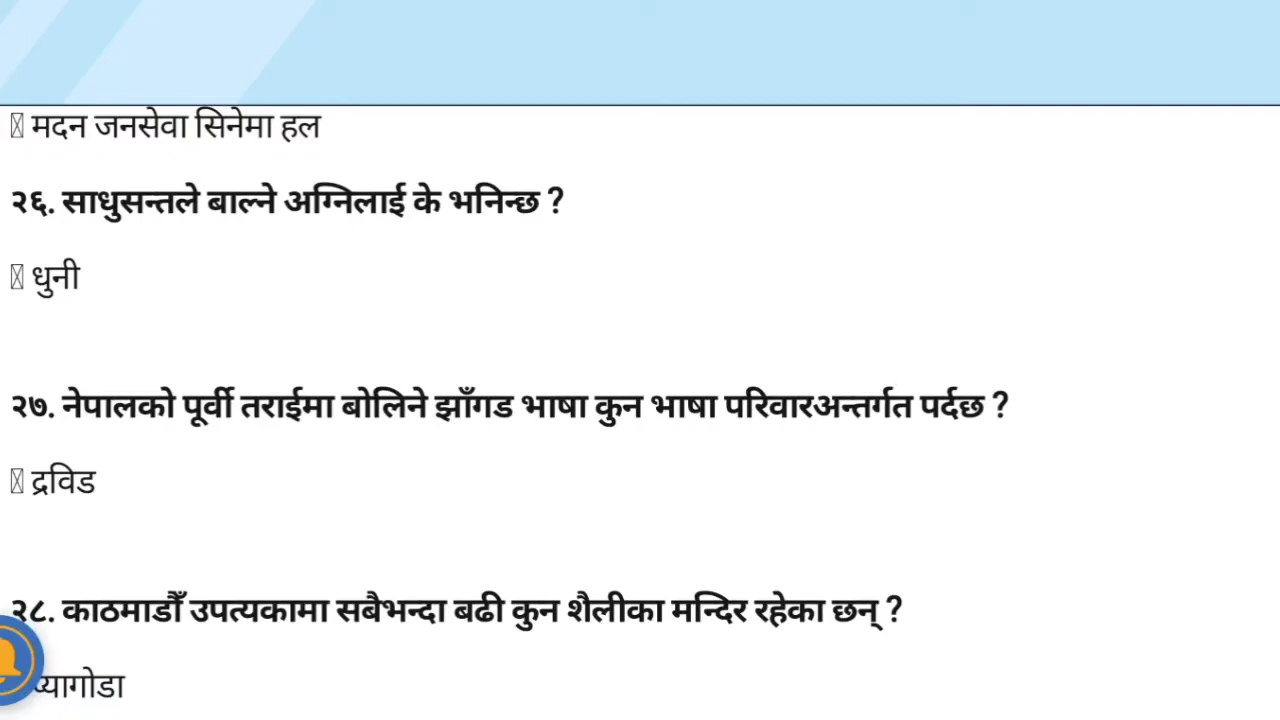 मदन जनसेवा सिनेमा हल
२६. साधुसन्तले बाल्ने अग्निलाई के भनिन्छ ?
धुनी
२७. नेपालको पूर्वी तराईमा बोलिने झाँगड भाषा कुन भाषा परिवारअन्तर्गत पर्दछ ?
द्रविड
२८. काठमाडौँ उपत्यकामा सबैभन्दा बढी कुन शैलीका मन्दिर रहेका छन् ?
प्यागोडा